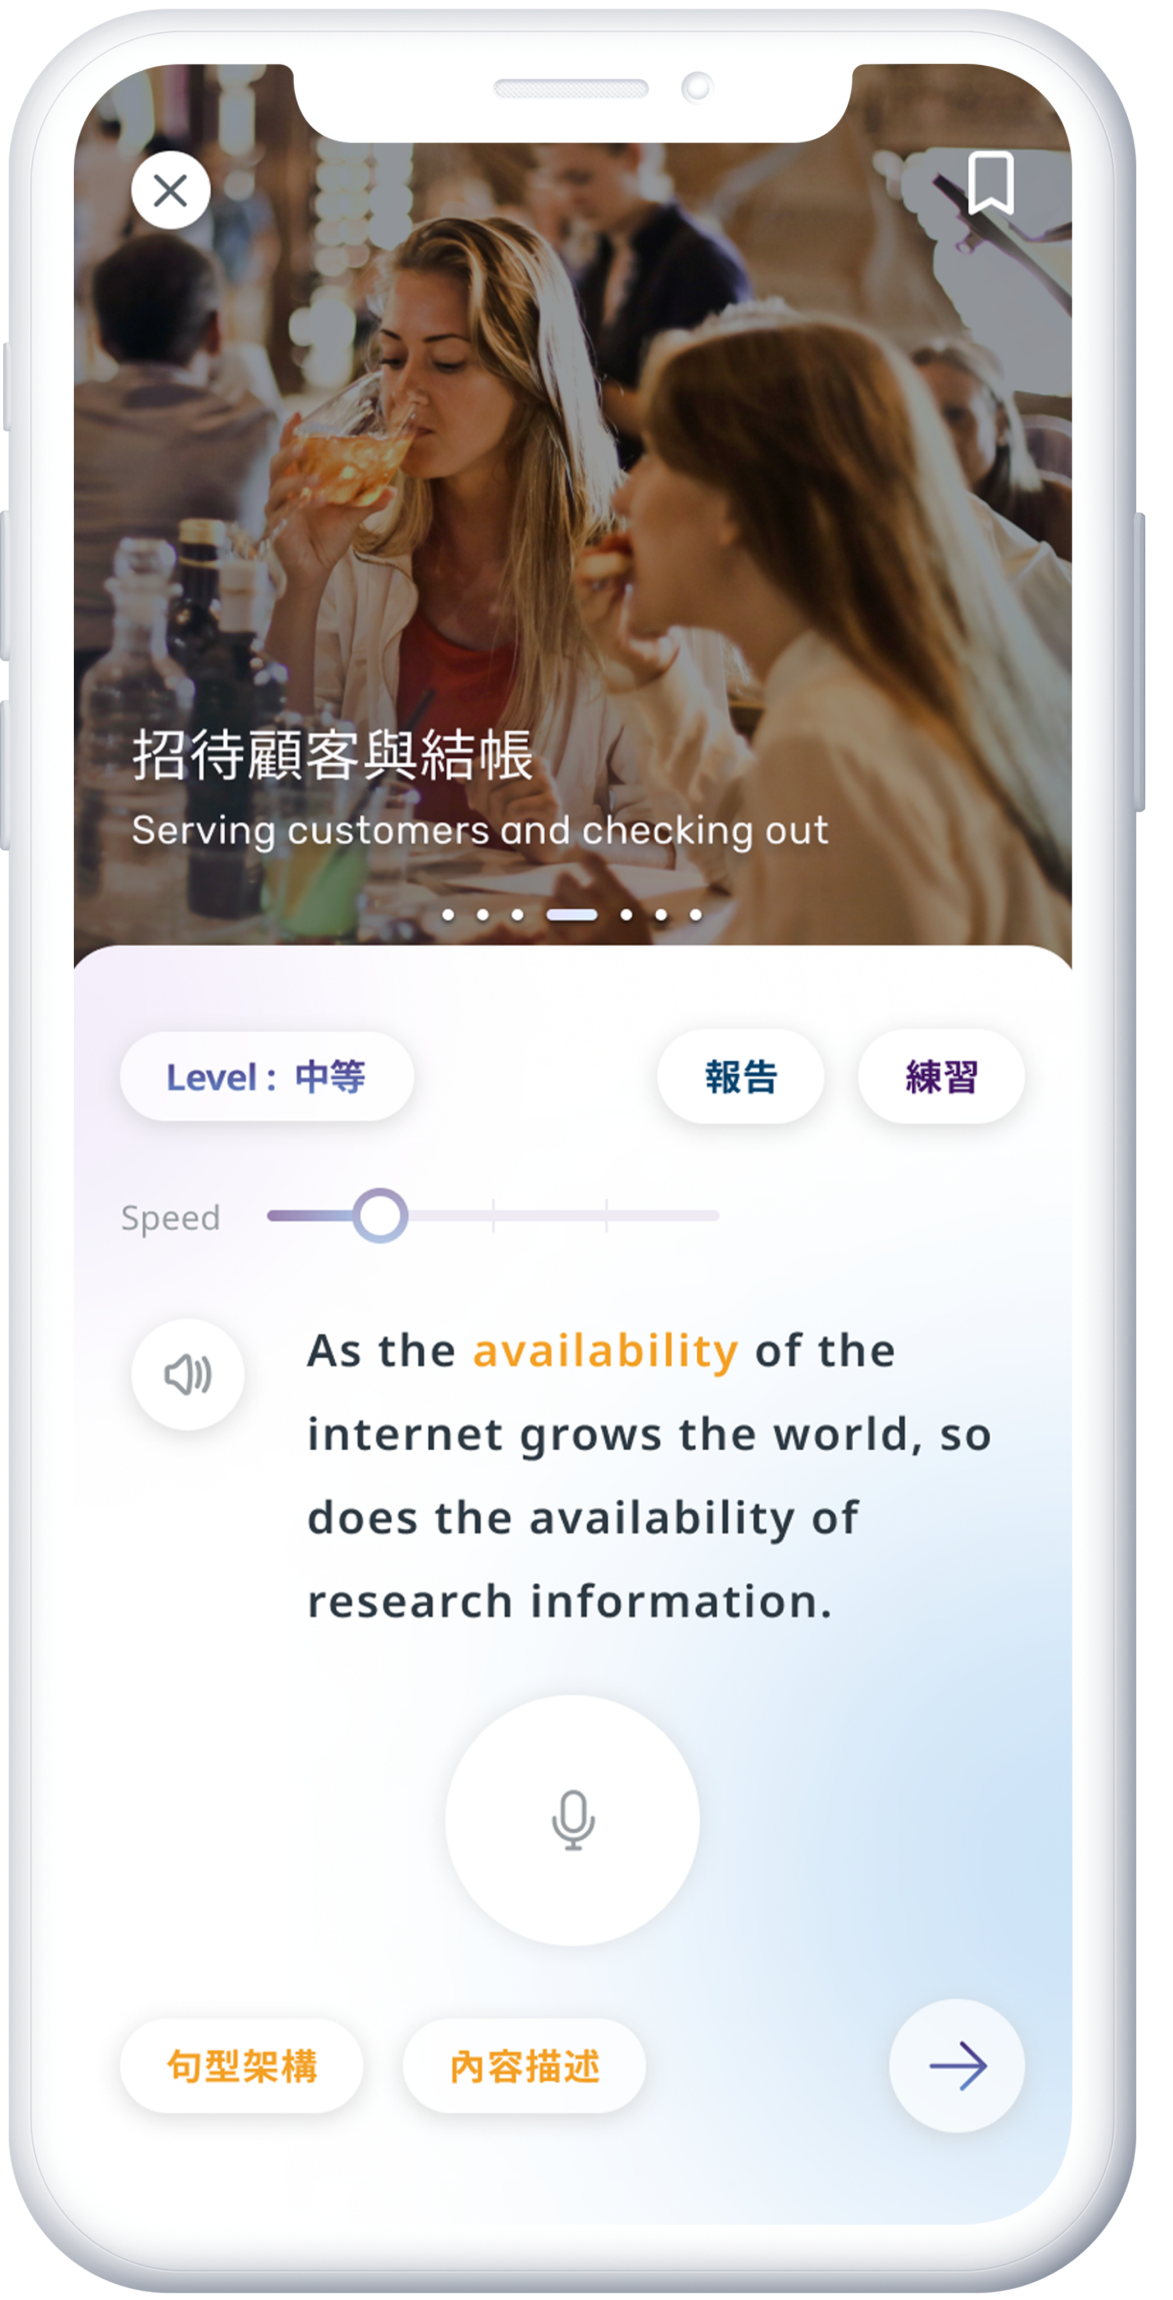 招待顧客與結帳
Serving customers and checking out
Level : 中等
報告
練習
Speed
As the availability of the
internet grows the world, so
does the availability of
research information.
句型架構
內容描述